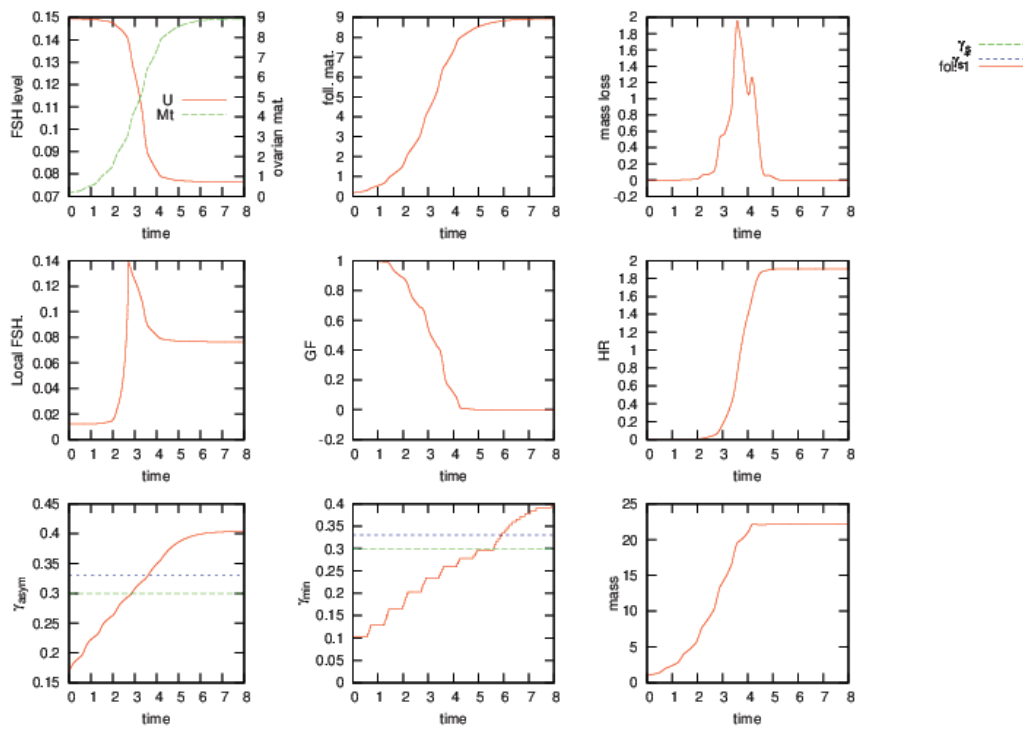 0.15 0.14 0.13 0.12 0.11 0.1 0.09 0.08 0.07
FSH level
9 8 7 6 5 4 3 2 1 0
ovarian mat.
U
Mt
0 1 2 3 4 5 6 7 8
time
9 8 7 6 5 4 3 2 1 0
foll. mat.
0 1 2 3 4 5 6 7 8
time
2 1.8 1.6 1.4 1.2 1 0.8 0.6 0.4 0.2 0 -0.2
mass loss
0 1 2 3 4 5 6 7 8
time
foll
0.14 0.12 0.1 0.08 0.06 0.04 0.02 0
Local FSH.
0 1 2 3 4 5 6 7 8
time
1 0.8 0.6 0.4 0.2 0 -0.2
GF
0 1 2 3 4 5 6 7 8
time
2 1.8 1.6 1.4 1.2 1 0.8 0.6 0.4 0.2 0
HR
0 1 2 3 4 5 6 7 8
time
0.45 0.4 0.35 0.3 0.25 0.2 0.15
γasym
0 1 2 3 4 5 6 7 8
time
0.4 0.35 0.3 0.25 0.2 0.15 0.1 0.05 0
γmin
0 1 2 3 4 5 6 7 8
time
25 20 15 10 5 0
mass
0 1 2 3 4 5 6 7 8
time